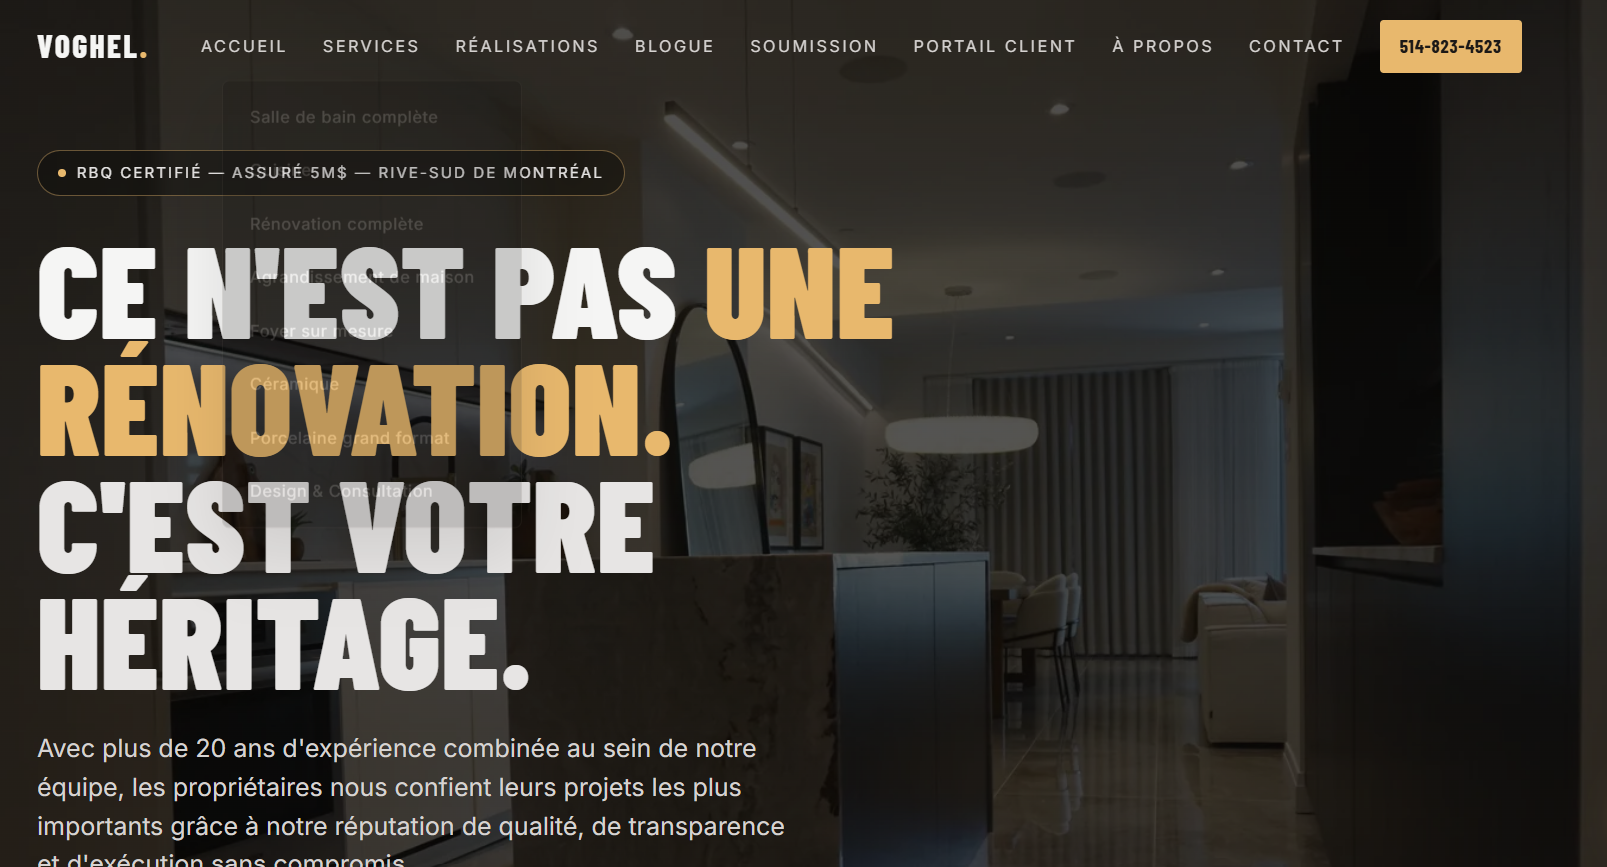 VOGHEL.
ACCUEIL SERVICES RÉALISATIONS BLOGUE SOUMISSION PORTAIL CLIENT À PROPOS CONTACT 514-823-4523
Salle de bain complète
RBQ CERTIFIÉ — ASSURÉ 5M$ — RIVE-SUD DE MONTRÉAL
Rénovation complète
CE N'EST PAS UNE
Agrandissement de maison
Foyer sur mesure
RÉNOVATION.
Céramique
Porcelaine grand format
C'EST VOTRE
Design & Consultation
HÉRITAGE.
Avec plus de 20 ans d'expérience combinée au sein de notre
équipe, les propriétaires nous confient leurs projets les plus
importants grâce à notre réputation de qualité, de transparence
et d'exécution sans compromis.